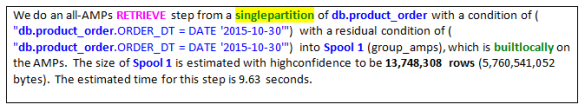 We do an all-AMPs RETRIEVE step from a singlepartition of db.product_order with a condition of (
"db.product_order.ORDER_DT = DATE '2015-10-30'")  with a residual condition of (
"db.product_order.ORDER_DT = DATE '2015-10-30'")  into Spool 1 (group_amps), which is builtlocally on
the AMPs.  The size of Spool 1 is estimated with highconfidence to be 13,748,308  rows (5,760,541,052
bytes).  The estimated time for this step is 9.63  seconds.